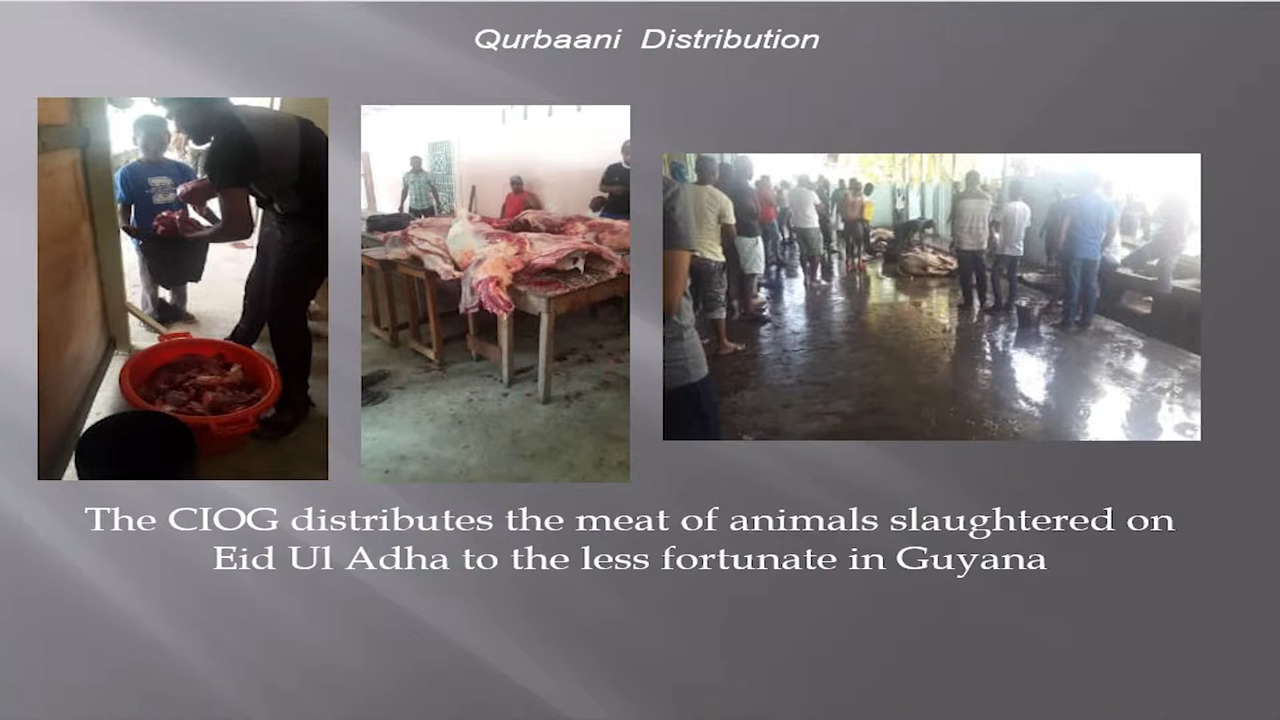 Qurbaani Distribution
The CIOG distributes the meat of animals slaughtered on
Eid Ul Adha to the less fortunate in Guyana